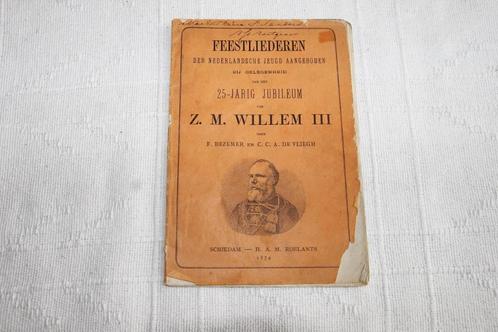 FEESTLIEDEREN
DER NEDERLANDSCHE JEUGD AANGEBODEN
BIJ GELEGENHEID
VAN HET
25-JARIG JUBILEUM
VAN
Z. M. WILLEM III
DOOR
F. BEZEMER EN C. C. A. DE VLIEGH
SCHIEDAM — H. A. M. ROELANTS
1874